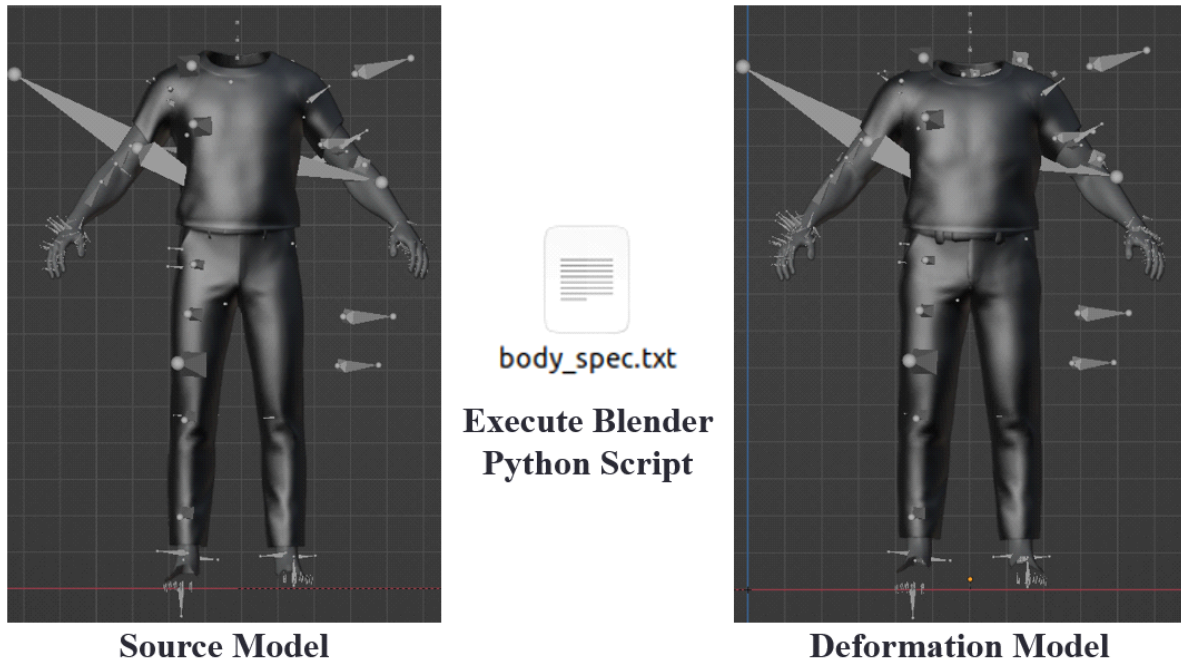 body_spec.txt
Execute Blender
Python Script
Source Model
Deformation Model